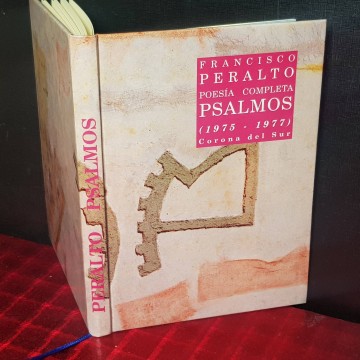 FRANCISCO
PERALTO
POESÍA COMPLETA
PSALMOS
(1975 - 1977)
Corona del Sur
PERALTO PSALMOS